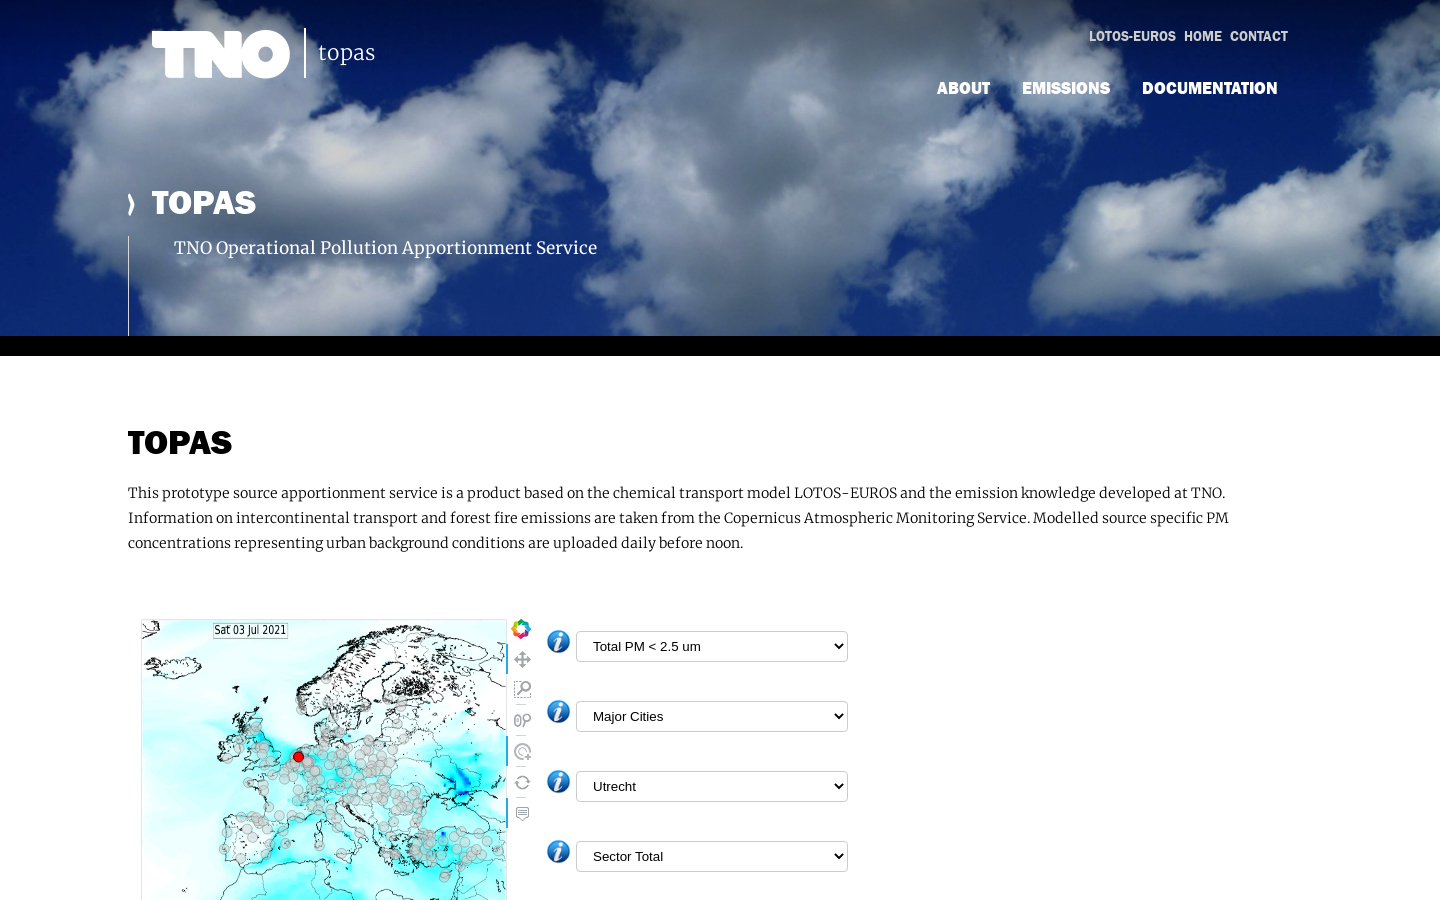 TNO topas
LOTOS-EUROS HOME CONTACT
ABOUT EMISSIONS DOCUMENTATION
TOPAS
TNO Operational Pollution Apportionment Service
TOPAS
This prototype source apportionment service is a product based on the chemical transport model LOTOS-EUROS and the emission knowledge developed at TNO.
Information on intercontinental transport and forest fire emissions are taken from the Copernicus Atmospheric Monitoring Service. Modelled source specific PM
concentrations representing urban background conditions are uploaded daily before noon.
Sat 03 Jul 2021
Total PM < 2.5 um
Major Cities
Utrecht
Sector Total